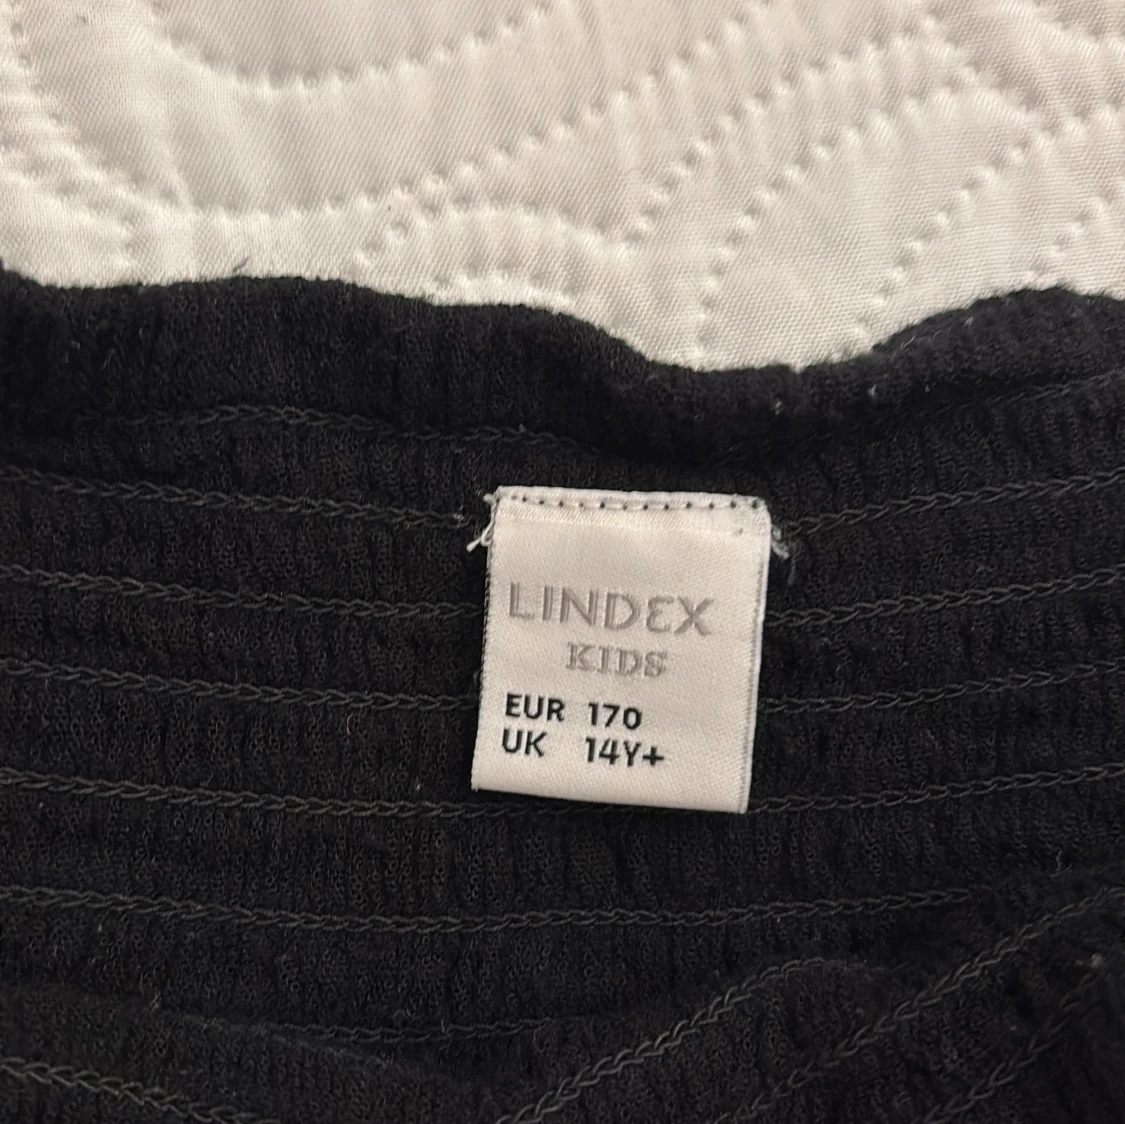 LINDEX
KIDS
EUR 170
UK 14Y+